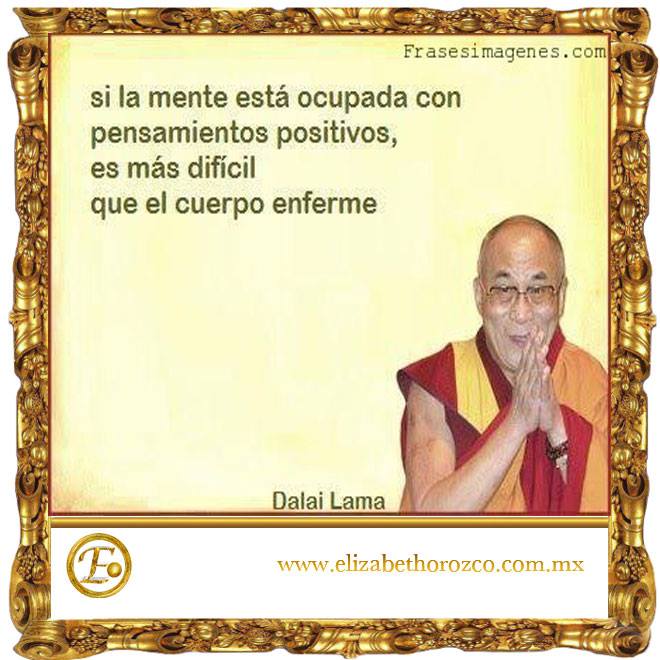 Frasesimagenes.com
si la mente está ocupada con
pensamientos positivos,
es más difícil
que el cuerpo enferme
Dalai Lama
www.elizabethorozco.com.mx